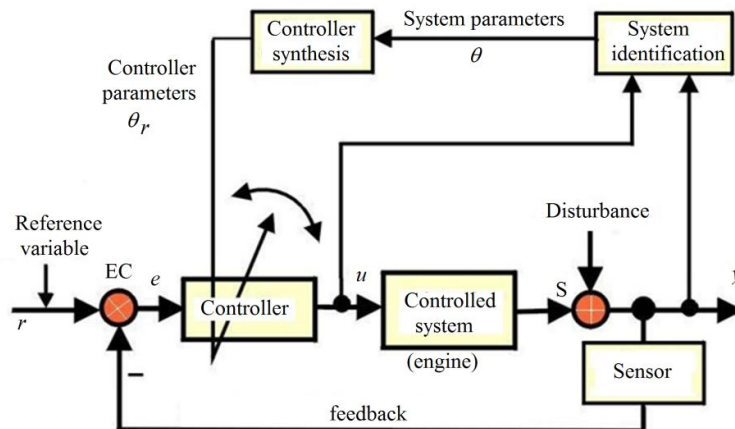 System parameters
θ
Controller
synthesis
System
identification
Controller
parameters
θr
Reference
variable
Disturbance
EC
e
u
S
y
r
Controller
Controlled
system
(engine)
Sensor
−
feedback